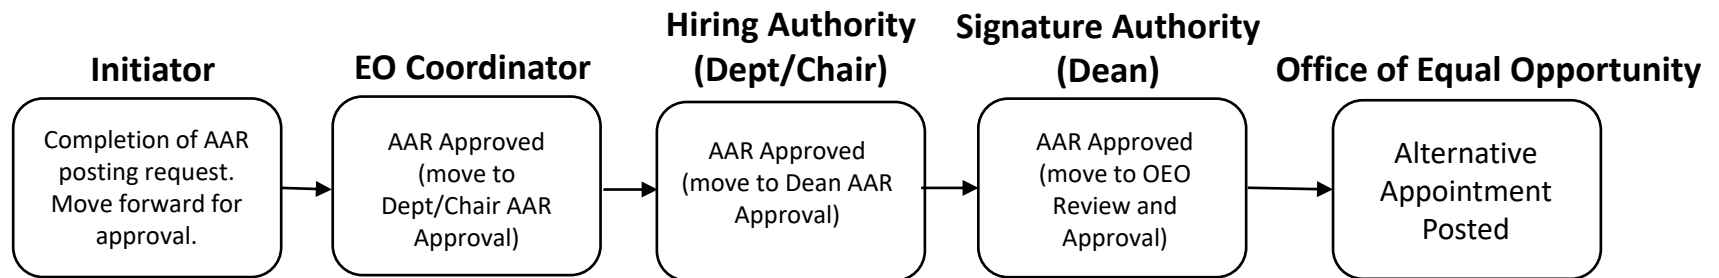 Initiator
Completion of AAR
posting request.
Move forward for
approval.
EO Coordinator
AAR Approved
(move to
Dept/Chair AAR
Approval)
Hiring Authority
(Dept/Chair)
AAR Approved
(move to Dean AAR
Approval)
Signature Authority
(Dean)
AAR Approved
(move to OEO
Review and
Approval)
Office of Equal Opportunity
Alternative
Appointment
Posted